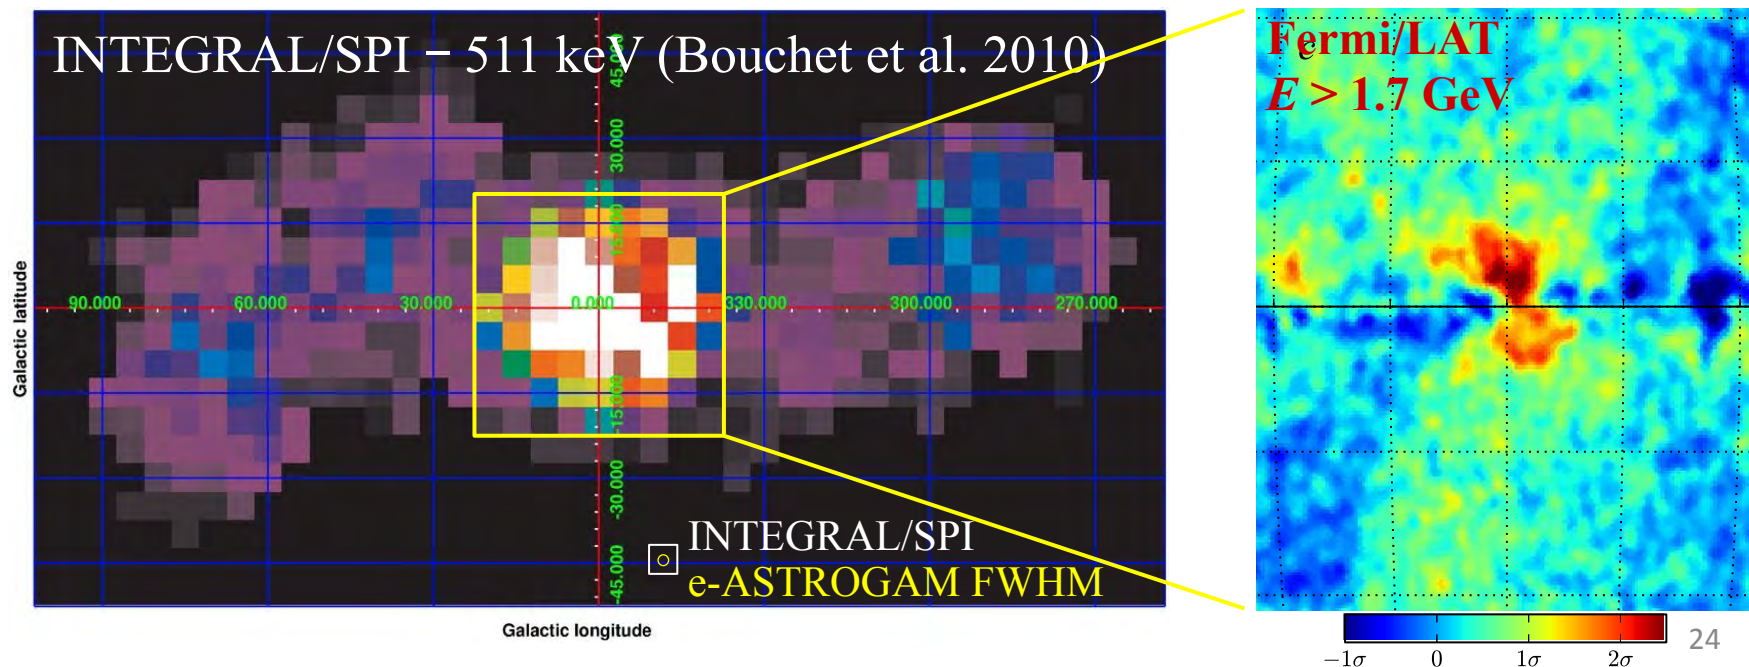 INTEGRAL/SPI – 511 keV (Bouchet et al. 2010)
45.000
30.000
15.000
90.000 60.000 30.000 0.000 330.000 300.000 270.000
-15.000
-30.000
-45.000
Galactic latitude
Galactic longitude
INTEGRAL/SPI
e-ASTROGAM FWHM
Fermi/LAT
E > 1.7 GeV
−1σ 0 1σ 2σ
24